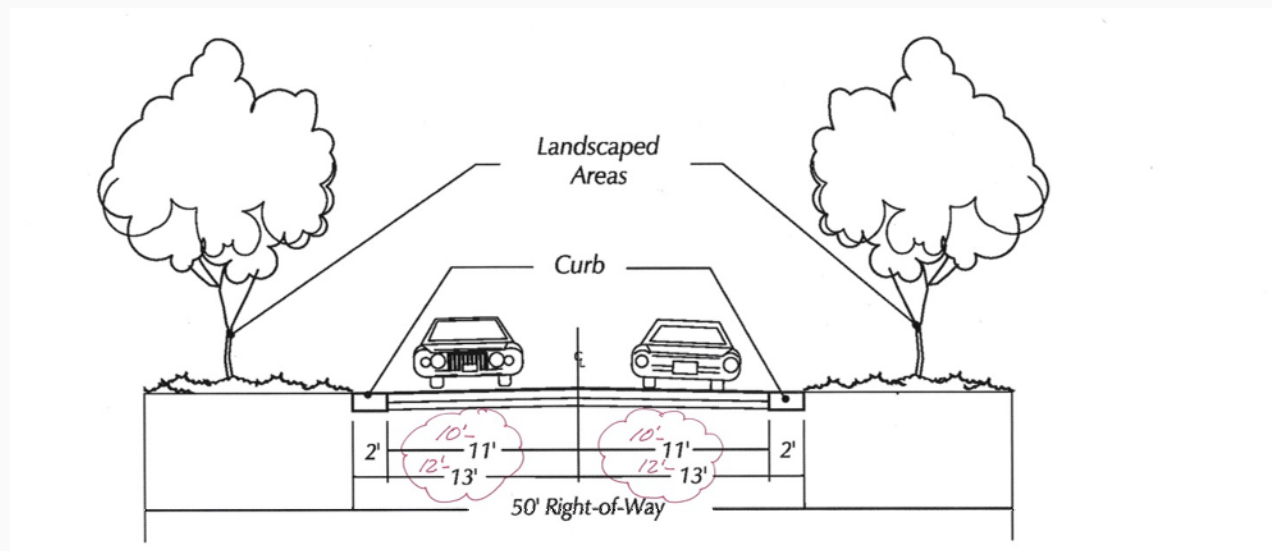 Landscaped
Areas
Curb
℄
10'-
10'-
2'
11'
11'
2'
12'-
12'-
13'
13'
50' Right-of-Way